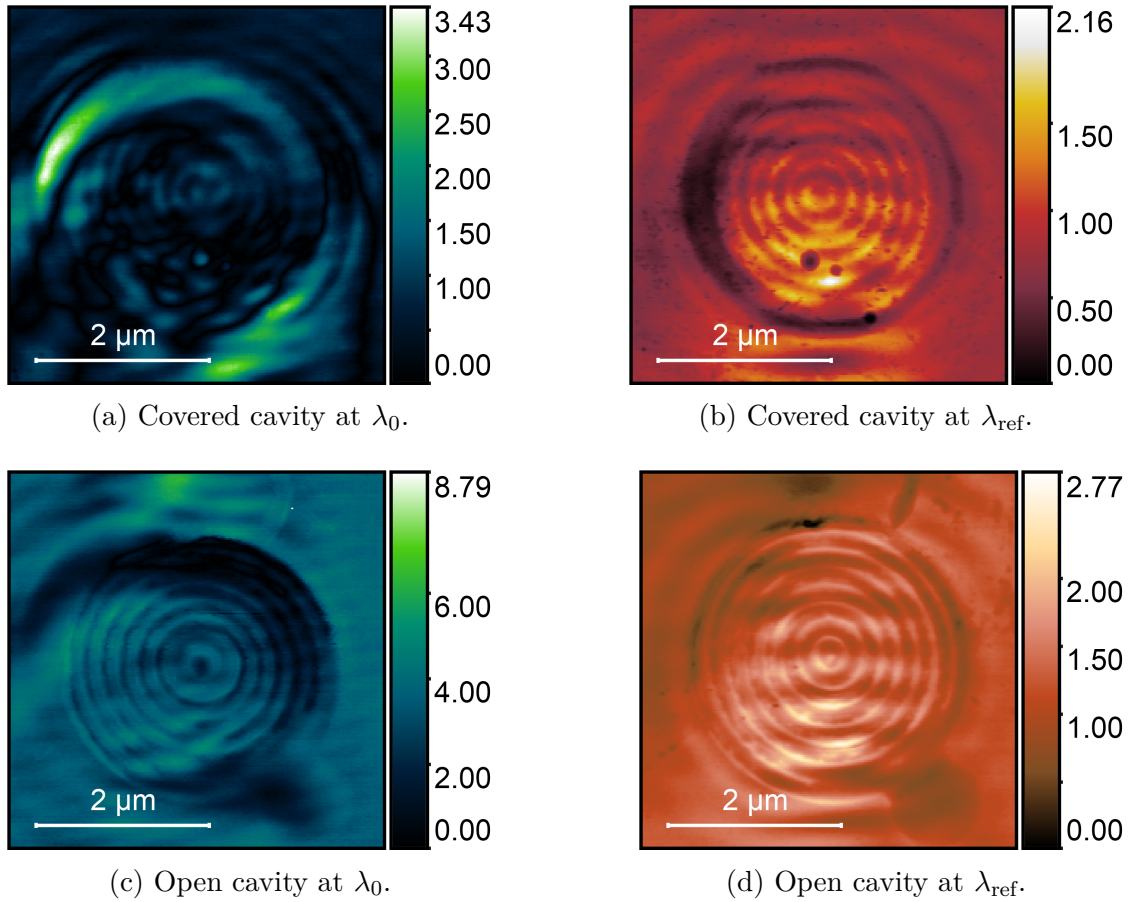 3.43
3.00
2.50
2.00
1.50
1.00
0.00
2 µm
2.16
1.50
1.00
0.50
0.00
2 µm
(a) Covered cavity at λ₀.
(b) Covered cavity at λ_ref.
8.79
6.00
4.00
2.00
0.00
2 µm
2.77
2.00
1.50
1.00
0.00
2 µm
(c) Open cavity at λ₀.
(d) Open cavity at λ_ref.